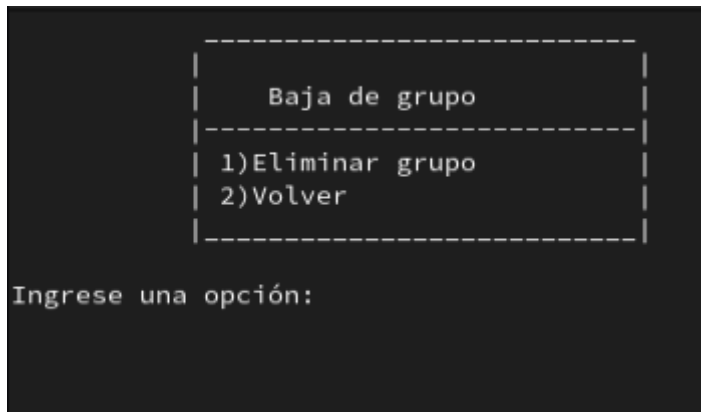 Baja de grupo
1)Eliminar grupo
2)Volver
Ingrese una opción: